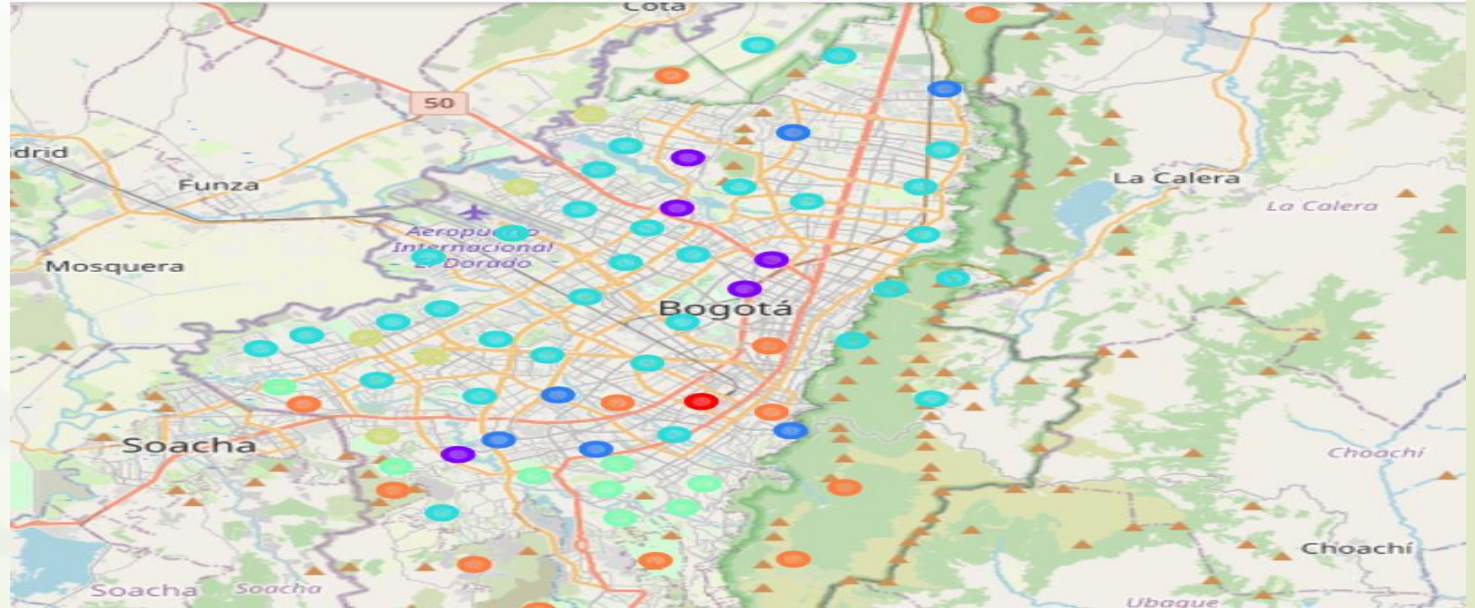 Cota
50
drid
Funza
La Calera
La Calera
Aeropuerto
Internacional
El Dorado
Mosquera
Bogotá
Soacha
Choachí
Choachí
Soacha
Soacha
Ubaque